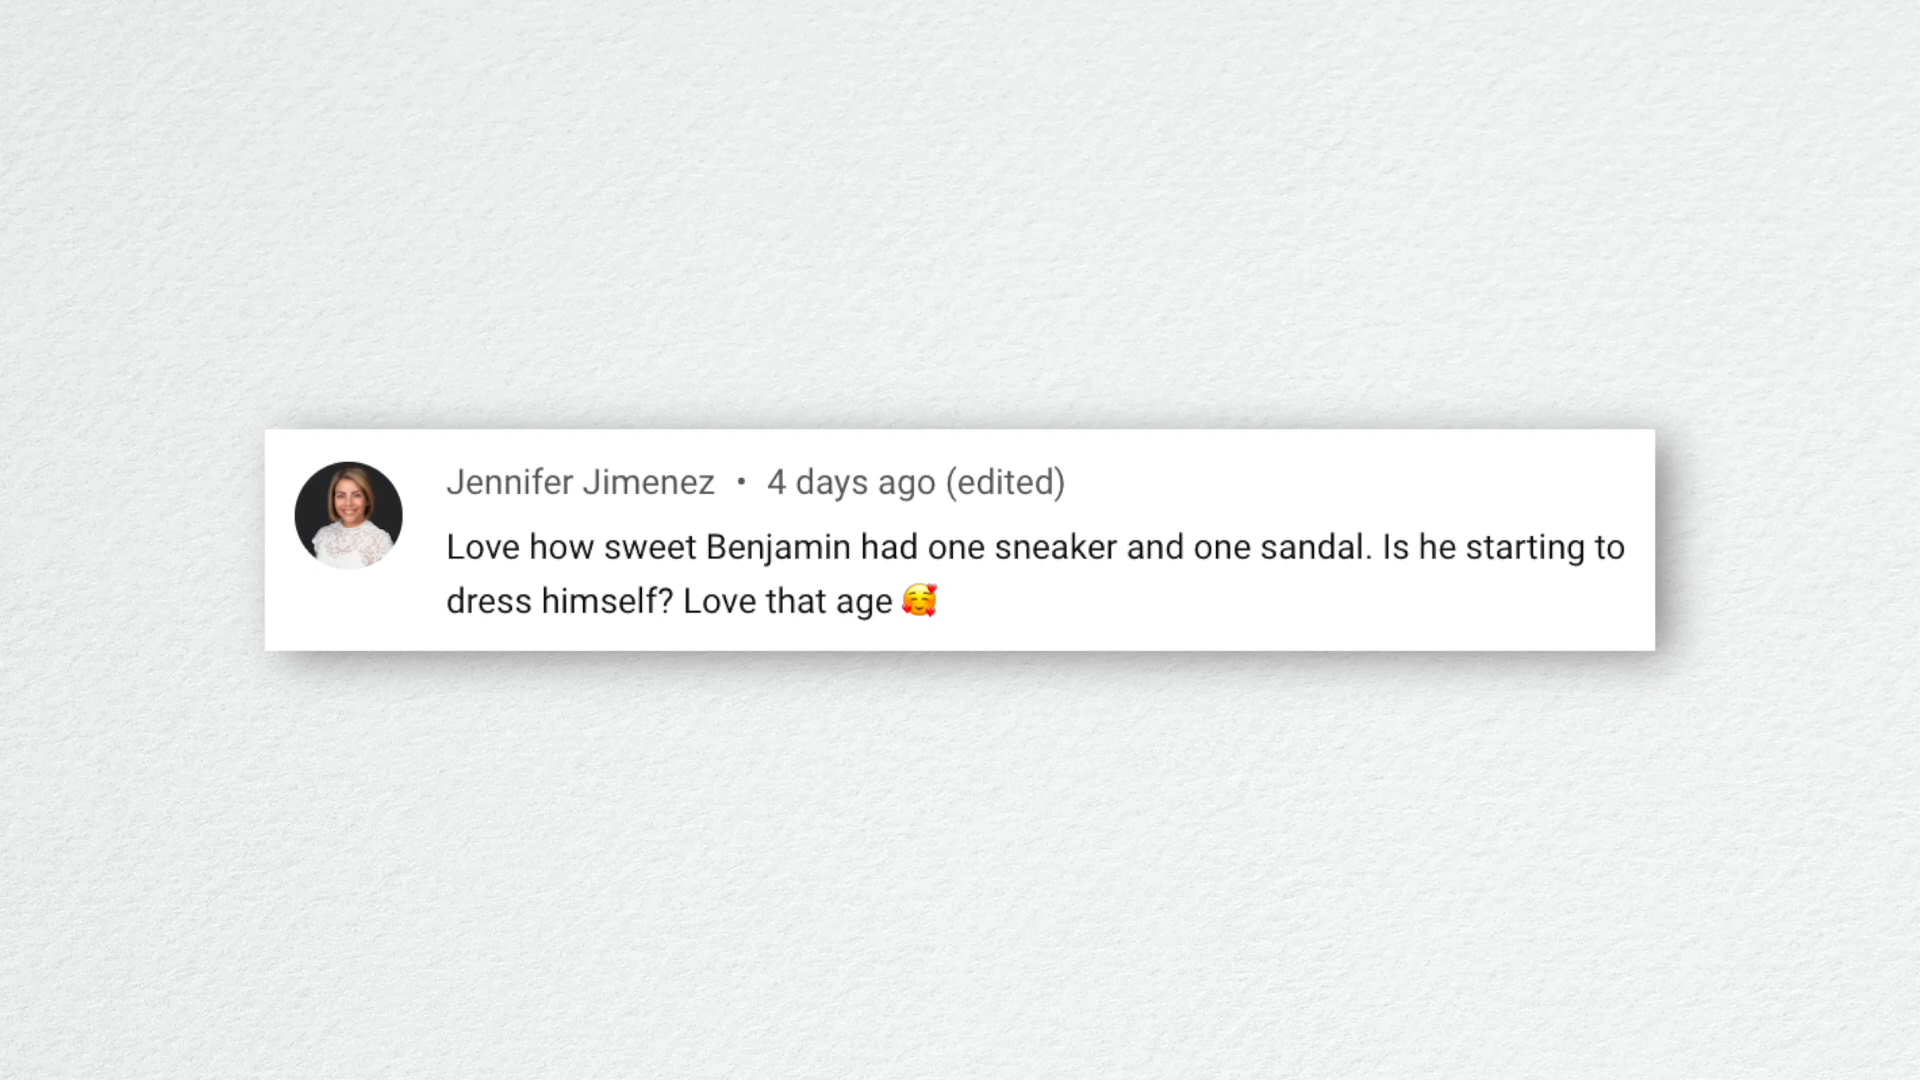 Jennifer Jimenez • 4 days ago (edited)
Love how sweet Benjamin had one sneaker and one sandal. Is he starting to
dress himself? Love that age 🥰